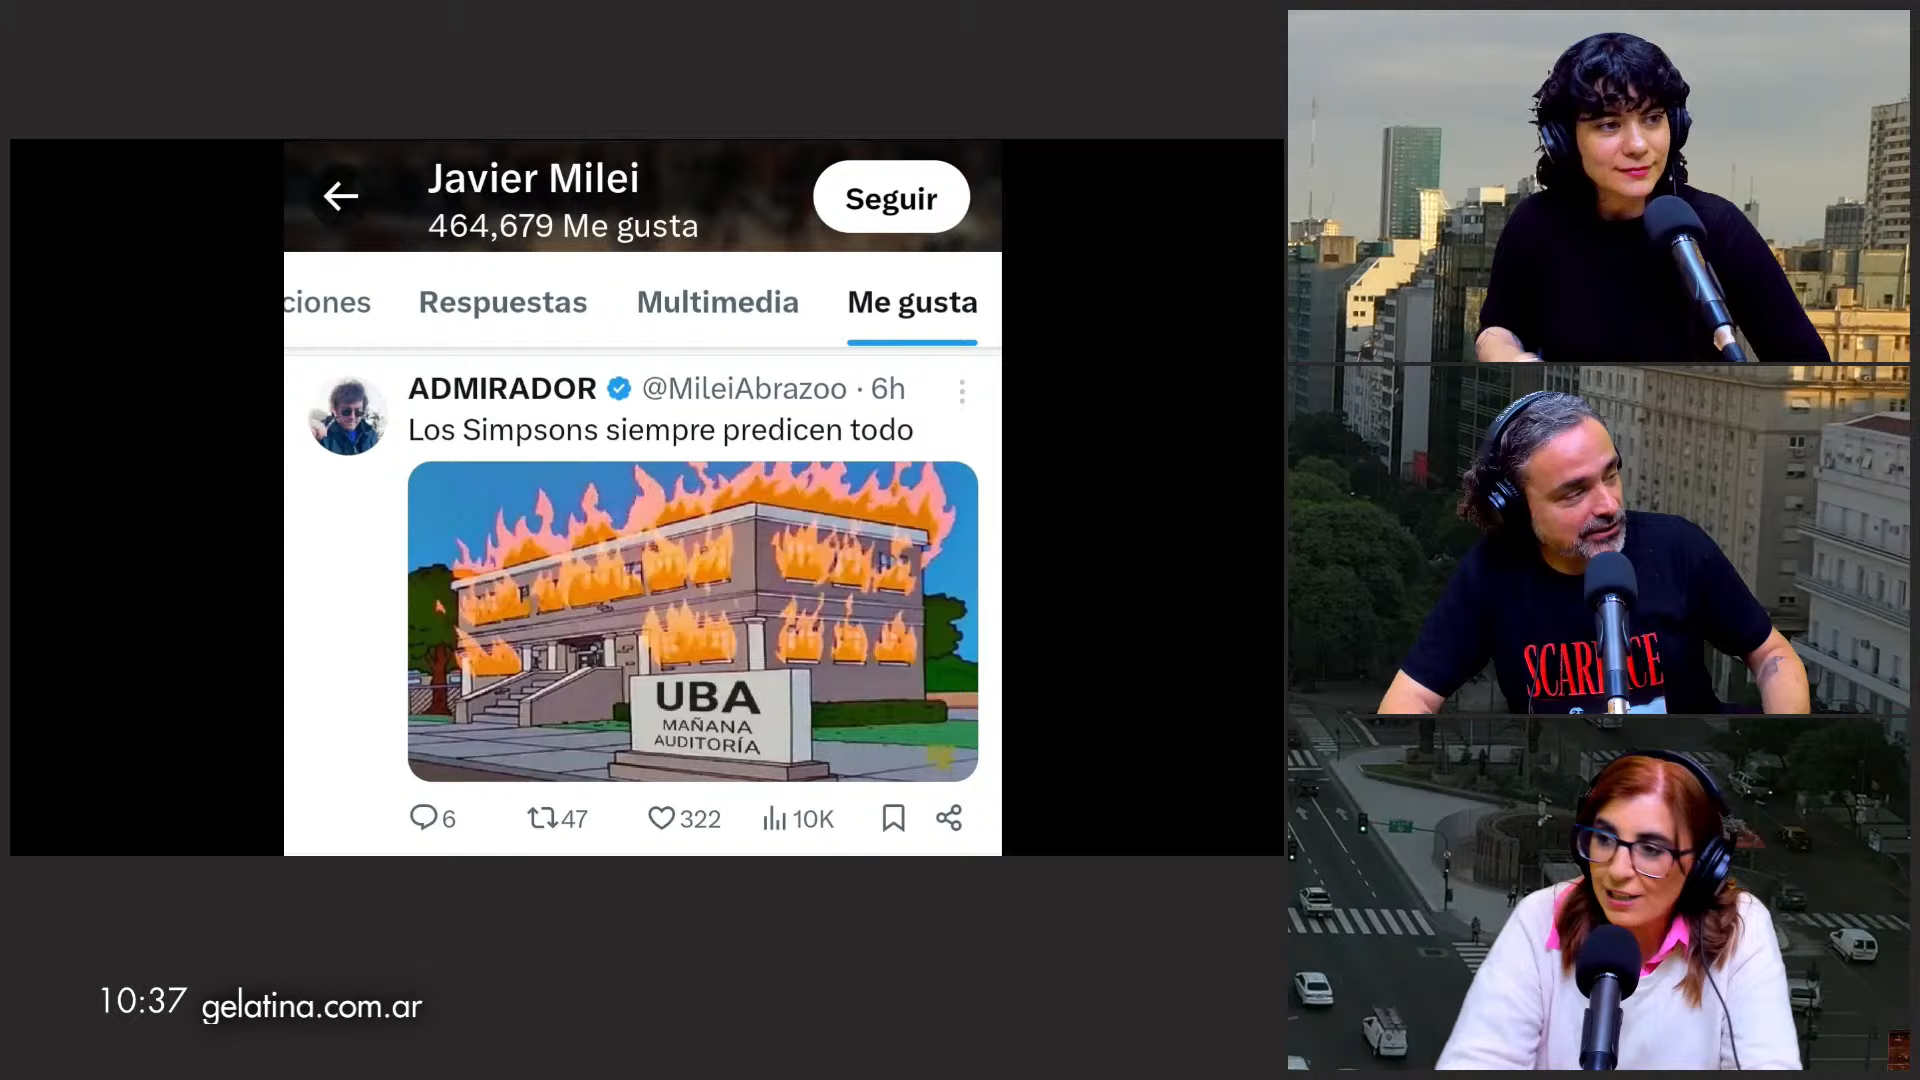 Javier Milei
464,679 Me gusta
Seguir
ciones Respuestas Multimedia Me gusta
ADMIRADOR @MileiAbrazoo · 6h
Los Simpsons siempre predicen todo
UBA
MAÑANA
AUDITORÍA
6 47 322 10K
SCARFACE
10:37 gelatina.com.ar